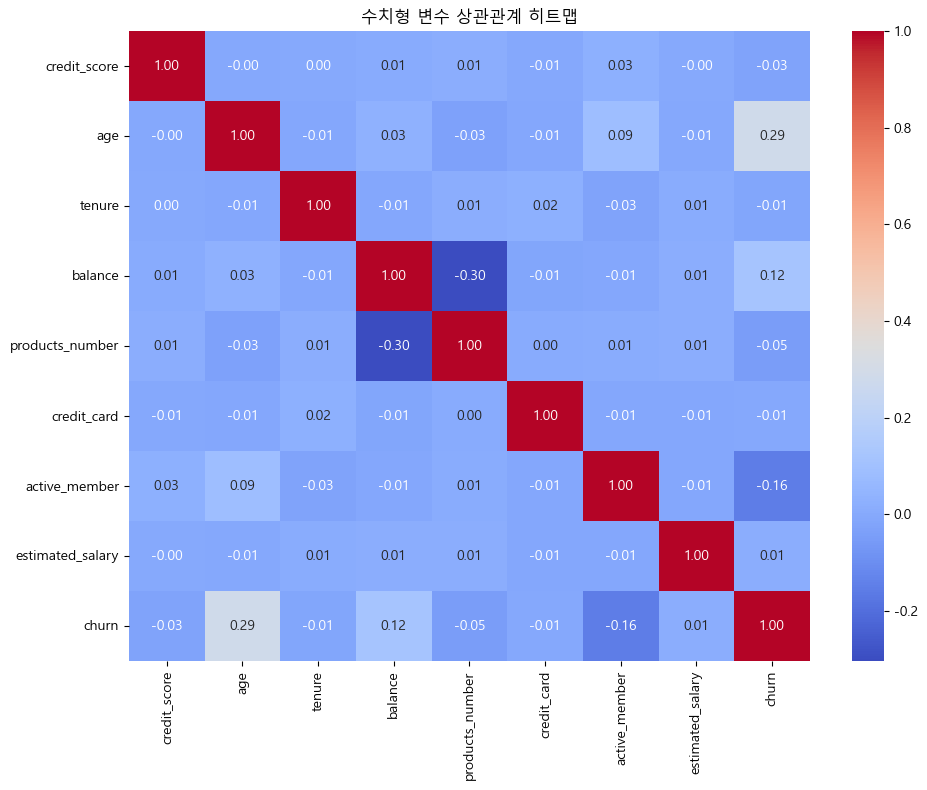 수치형 변수 상관관계 히트맵
credit_score 1.00 -0.00 0.00 0.01 0.01 -0.01 0.03 -0.00 -0.03
age -0.00 1.00 -0.01 0.03 -0.03 -0.01 0.09 -0.01 0.29
tenure 0.00 -0.01 1.00 -0.01 0.01 0.02 -0.03 0.01 -0.01
balance 0.01 0.03 -0.01 1.00 -0.30 -0.01 -0.01 0.01 0.12
products_number 0.01 -0.03 0.01 -0.30 1.00 0.00 0.01 0.01 -0.05
credit_card -0.01 -0.01 0.02 -0.01 0.00 1.00 -0.01 -0.01 -0.01
active_member 0.03 0.09 -0.03 -0.01 0.01 -0.01 1.00 -0.01 -0.16
estimated_salary -0.00 -0.01 0.01 0.01 0.01 -0.01 -0.01 1.00 0.01
churn -0.03 0.29 -0.01 0.12 -0.05 -0.01 -0.16 0.01 1.00
credit_score
age
tenure
balance
products_number
credit_card
active_member
estimated_salary
churn
1.0
0.8
0.6
0.4
0.2
0.0
-0.2